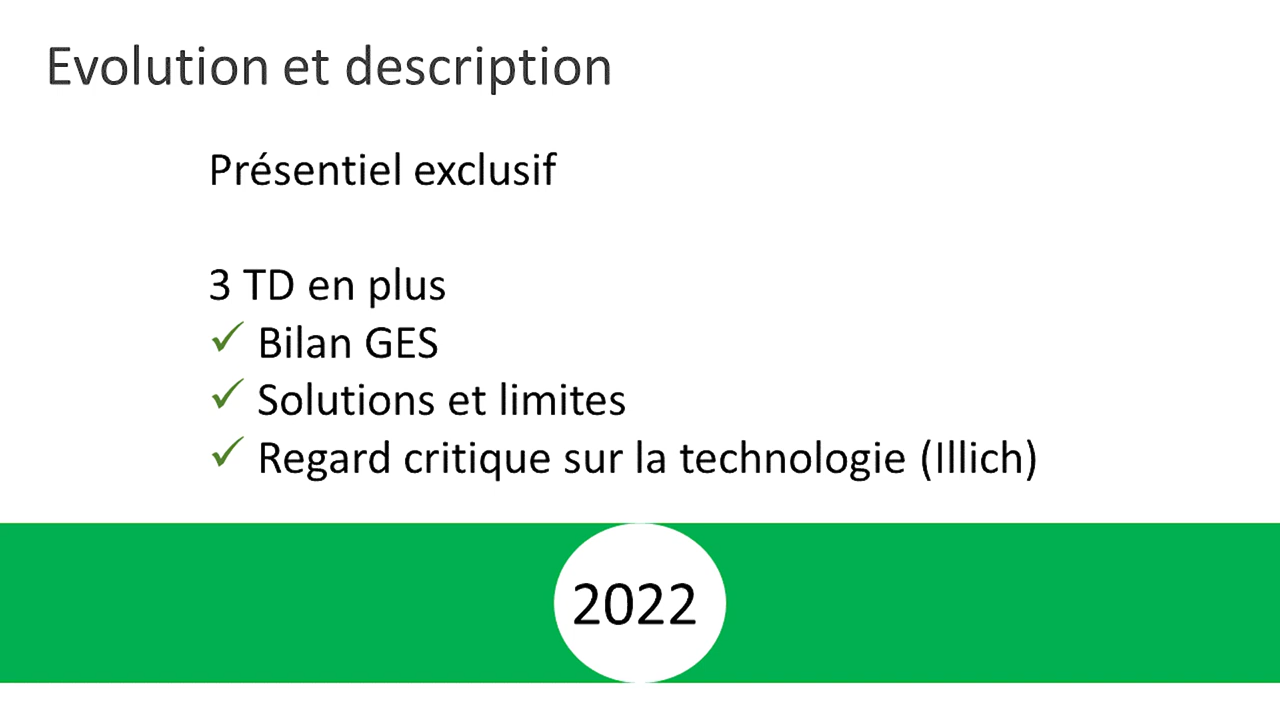 Evolution et description
Présentiel exclusif
3 TD en plus
✓ Bilan GES
✓ Solutions et limites
✓ Regard critique sur la technologie (Illich)
2022